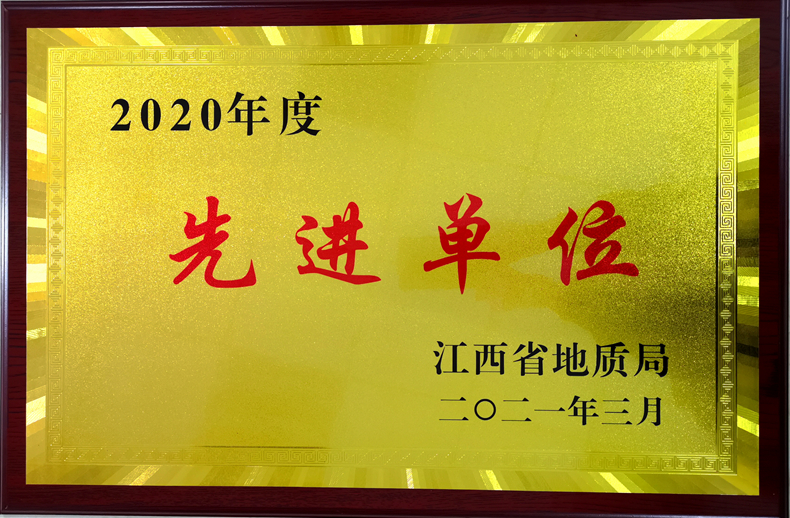 2020年度
先进单位
江西省地质局
二〇二一年三月